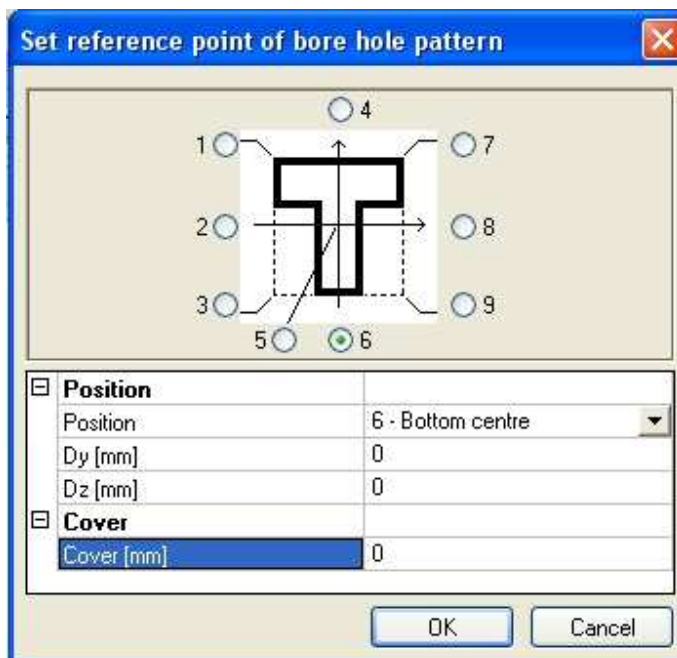 Set reference point of bore hole pattern
4
1
7
2
8
3
9
5
6
Position
Position 6 - Bottom centre
Dy [mm] 0
Dz [mm] 0
Cover
Cover [mm] 0
OK Cancel